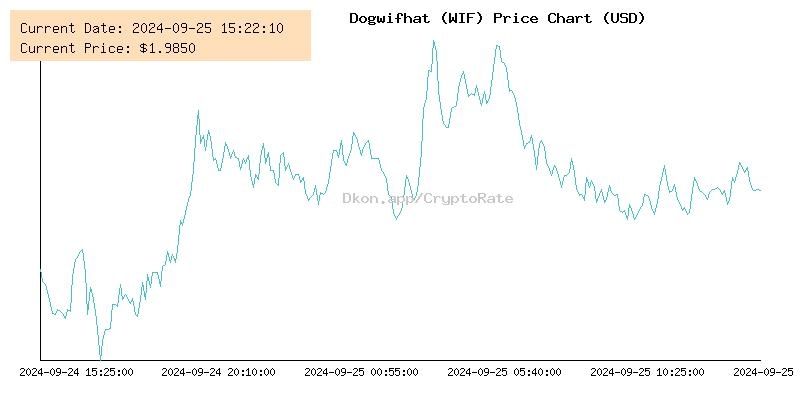 Dogwifhat (WIF) Price Chart (USD)
Current Date: 2024-09-25 15:22:10
Current Price: $1.9850
Dkon.app/CryptoRate
2024-09-24 15:25:00 2024-09-24 20:10:00 2024-09-25 00:55:00 2024-09-25 05:40:00 2024-09-25 10:25:00 2024-09-25